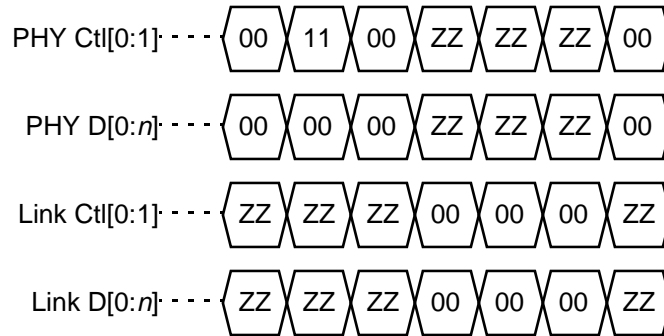 PHY Ctl[0:1] 00 11 00 ZZ ZZ ZZ 00
PHY D[0:n] 00 00 00 ZZ ZZ ZZ 00
Link Ctl[0:1] ZZ ZZ ZZ 00 00 00 ZZ
Link D[0:n] ZZ ZZ ZZ 00 00 00 ZZ